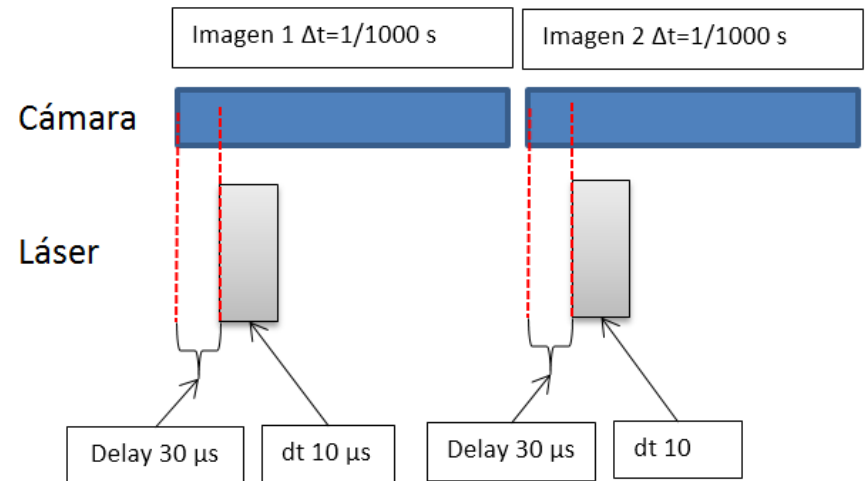 Imagen 1 Δt=1/1000 s
Imagen 2 Δt=1/1000 s
Cámara
Láser
Delay 30 µs
dt 10 µs
Delay 30 µs
dt 10